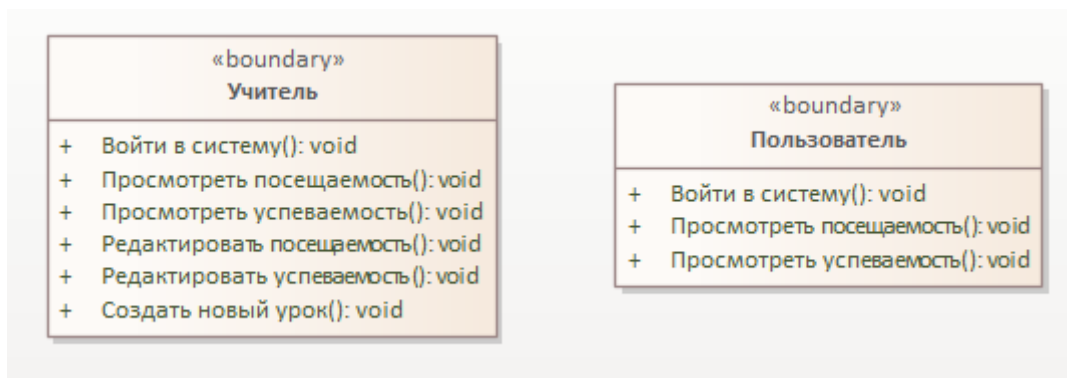 «boundary»
Учитель
+ Войти в систему(): void
+ Просмотреть посещаемость(): void
+ Просмотреть успеваемость(): void
+ Редактировать посещаемость(): void
+ Редактировать успеваемость(): void
+ Создать новый урок(): void
«boundary»
Пользователь
+ Войти в систему(): void
+ Просмотреть посещаемость(): void
+ Просмотреть успеваемость(): void